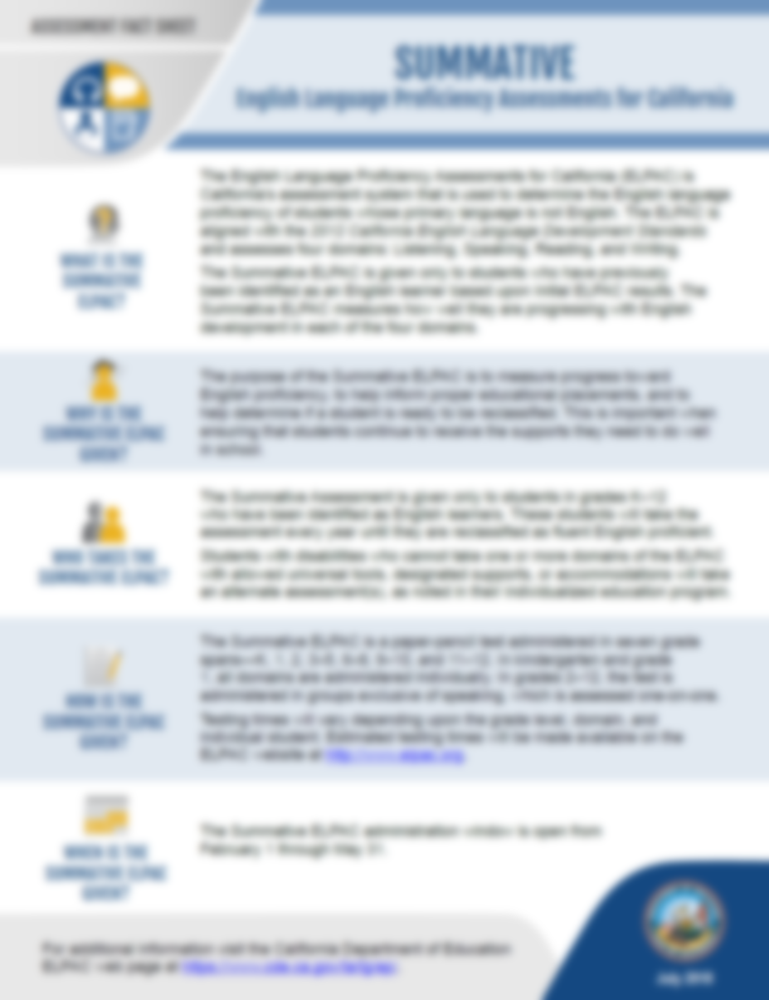 ASSESSMENT FACT SHEET
SUMMATIVE
English Language Proficiency Assessments for California
WHAT IS THE
SUMMATIVE
ELPAC?
The English Language Proficiency Assessments for California (ELPAC) is
California's assessment system that is used to determine the English language
proficiency of students whose primary language is not English. The ELPAC is
aligned with the 2012 California English Language Development Standards
and assesses four domains: Listening, Speaking, Reading, and Writing.
The Summative ELPAC is given only to students who have previously
been identified as an English learner based upon Initial ELPAC results. The
Summative ELPAC measures how well they are progressing with English
development in each of the four domains.
WHY IS THE
SUMMATIVE ELPAC
GIVEN?
The purpose of the Summative ELPAC is to measure progress toward
English proficiency, to help inform proper educational placements, and to
help determine if a student is ready to be reclassified. This is important when
ensuring that students continue to receive the supports they need to do well
in school.
WHO TAKES THE
SUMMATIVE ELPAC?
The Summative Assessment is given only to students in grades K–12
who have been identified as English learners. These students will take the
assessment every year until they are reclassified as fluent English proficient.
Students with disabilities who cannot take one or more domains of the ELPAC
with allowed universal tools, designated supports, or accommodations will take
an alternate assessment(s), as noted in their individualized education program.
HOW IS THE
SUMMATIVE ELPAC
GIVEN?
The Summative ELPAC is a paper-pencil test administered in seven grade
spans—K, 1, 2, 3–5, 6–8, 9–10, and 11–12. In kindergarten and grade
1, all domains are administered individually. In grades 2–12, the test is
administered in groups exclusive of speaking, which is assessed one-on-one.
Testing times will vary depending upon the grade level, domain, and
individual student. Estimated testing times will be made available on the
ELPAC website at http://www.elpac.org.
WHEN IS THE
SUMMATIVE ELPAC
GIVEN?
The Summative ELPAC administration window is open from
February 1 through May 31.
For additional information visit the California Department of Education
ELPAC web page at
July